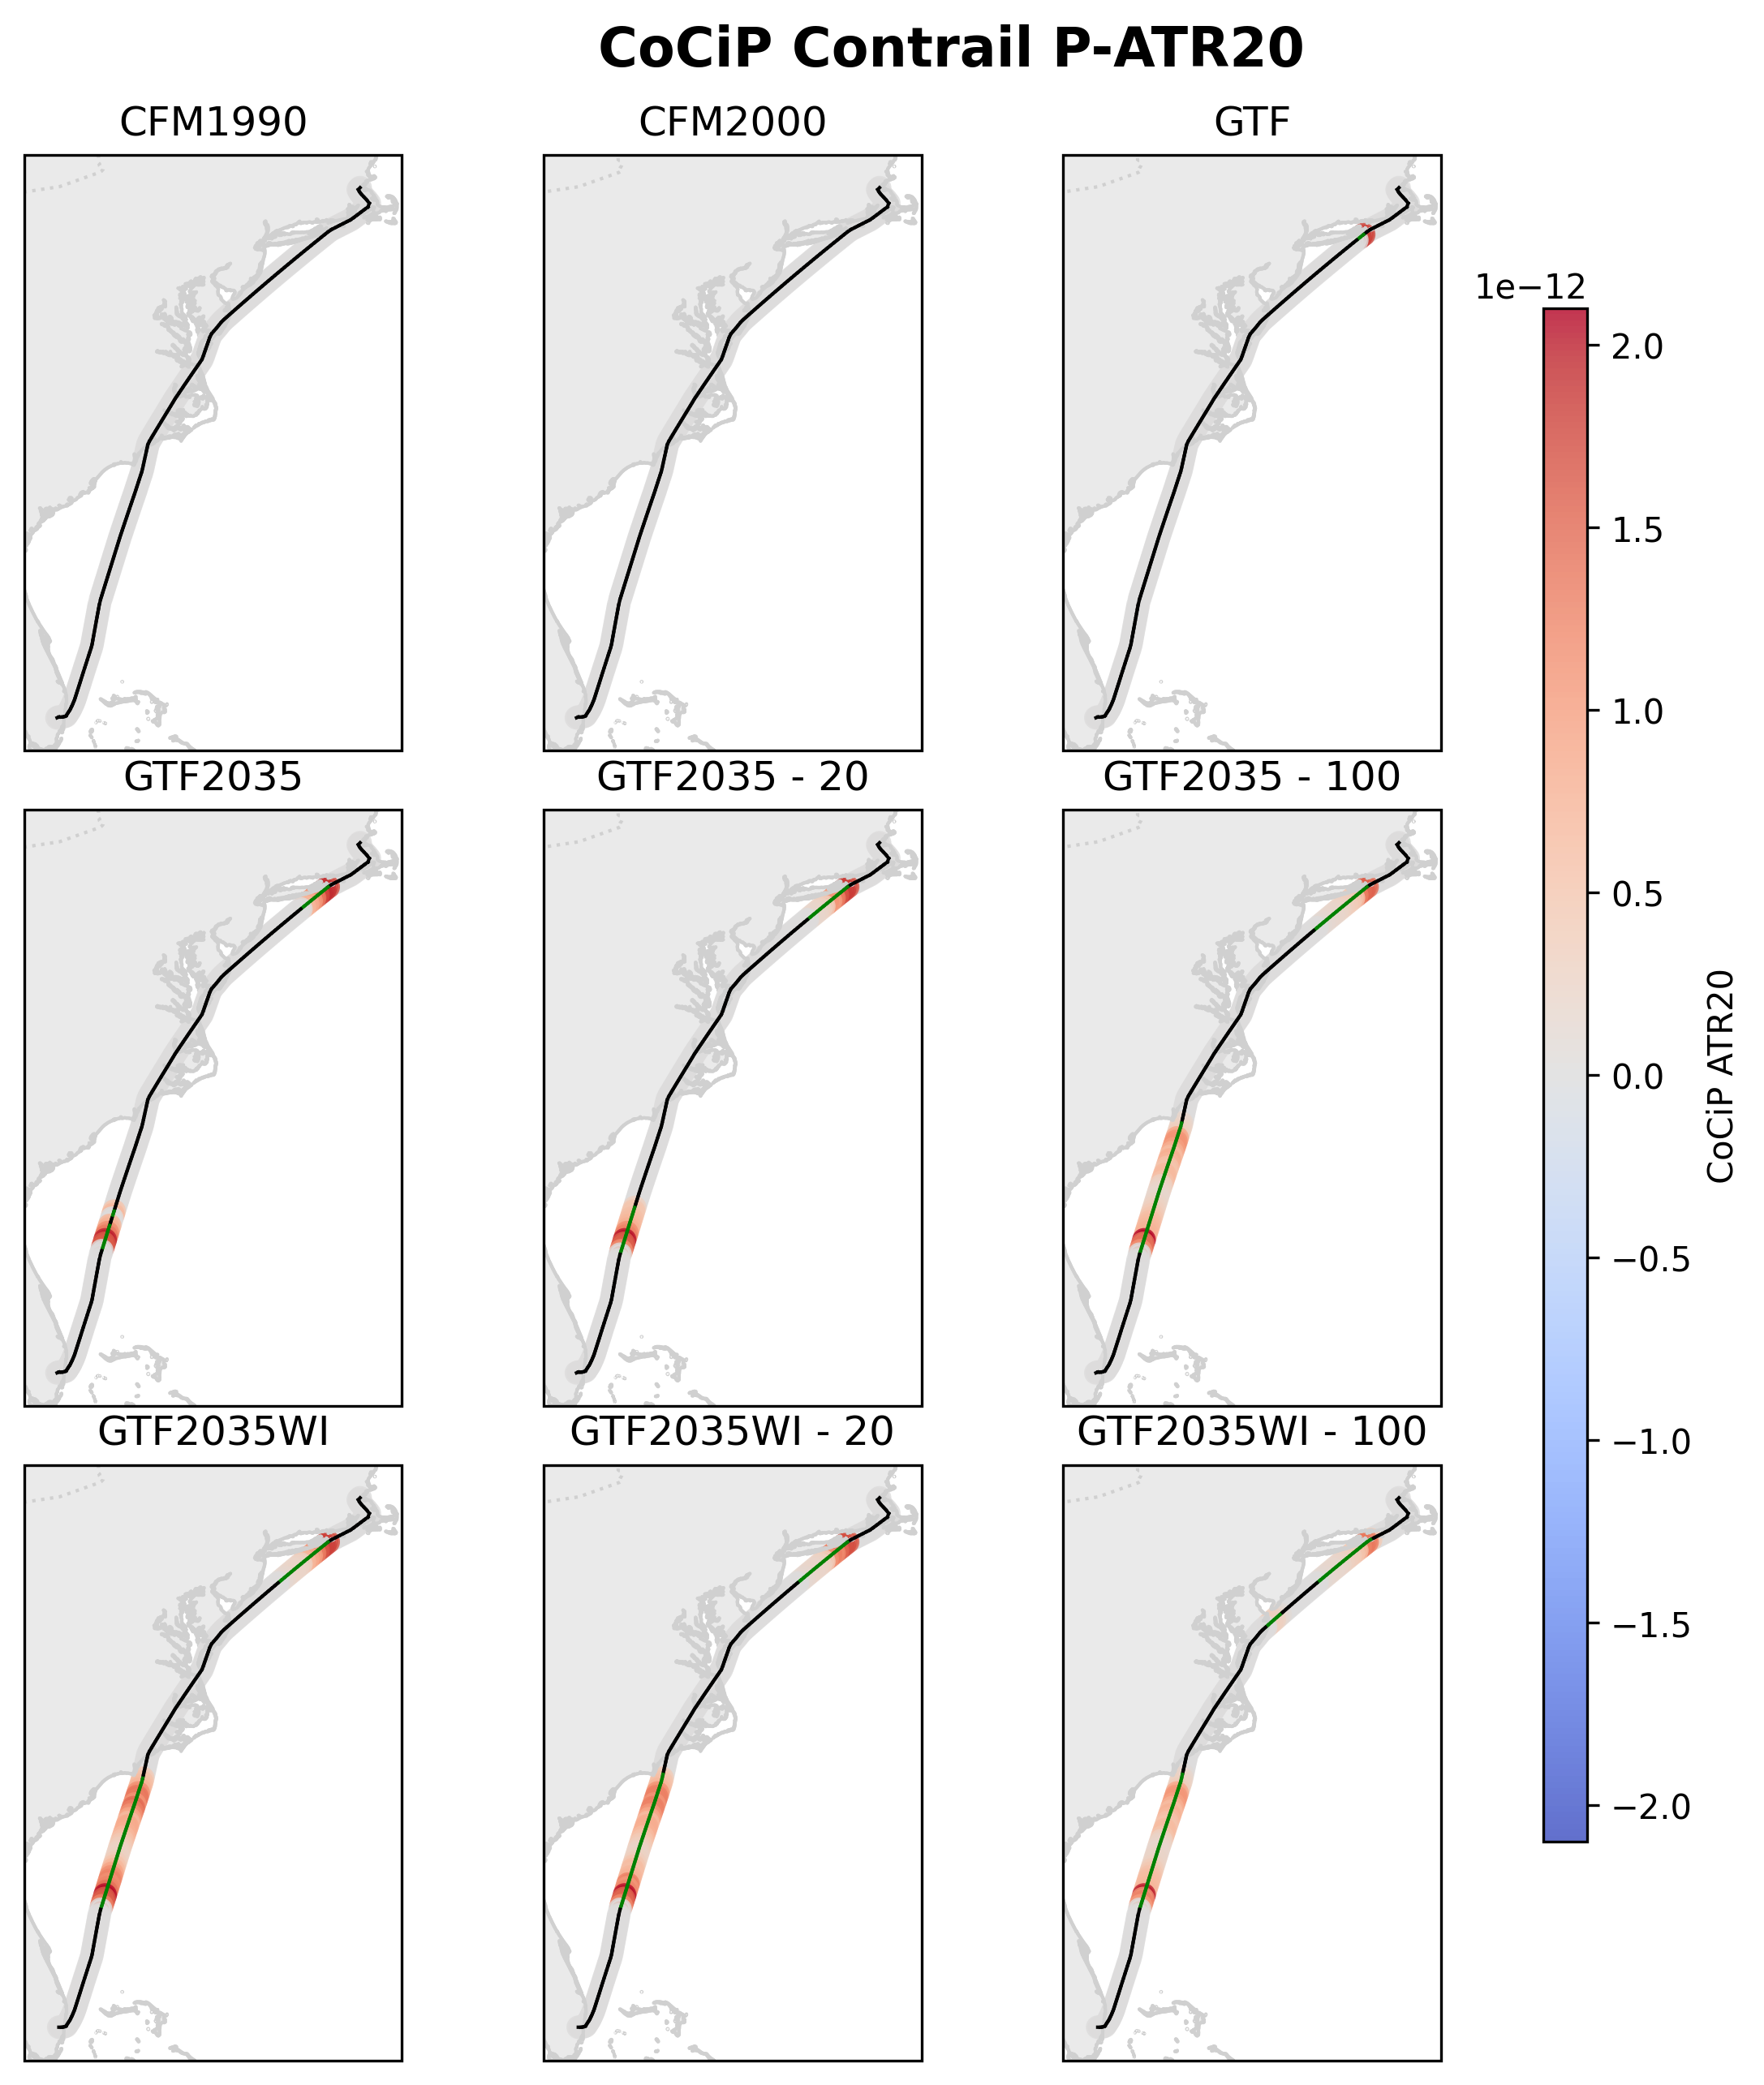 CoCiP Contrail P-ATR20
CFM1990
CFM2000
GTF
GTF2035
GTF2035 - 20
GTF2035 - 100
GTF2035WI
GTF2035WI - 20
GTF2035WI - 100
1e−12
2.0
1.5
1.0
0.5
0.0
−0.5
−1.0
−1.5
−2.0
CoCiP ATR20